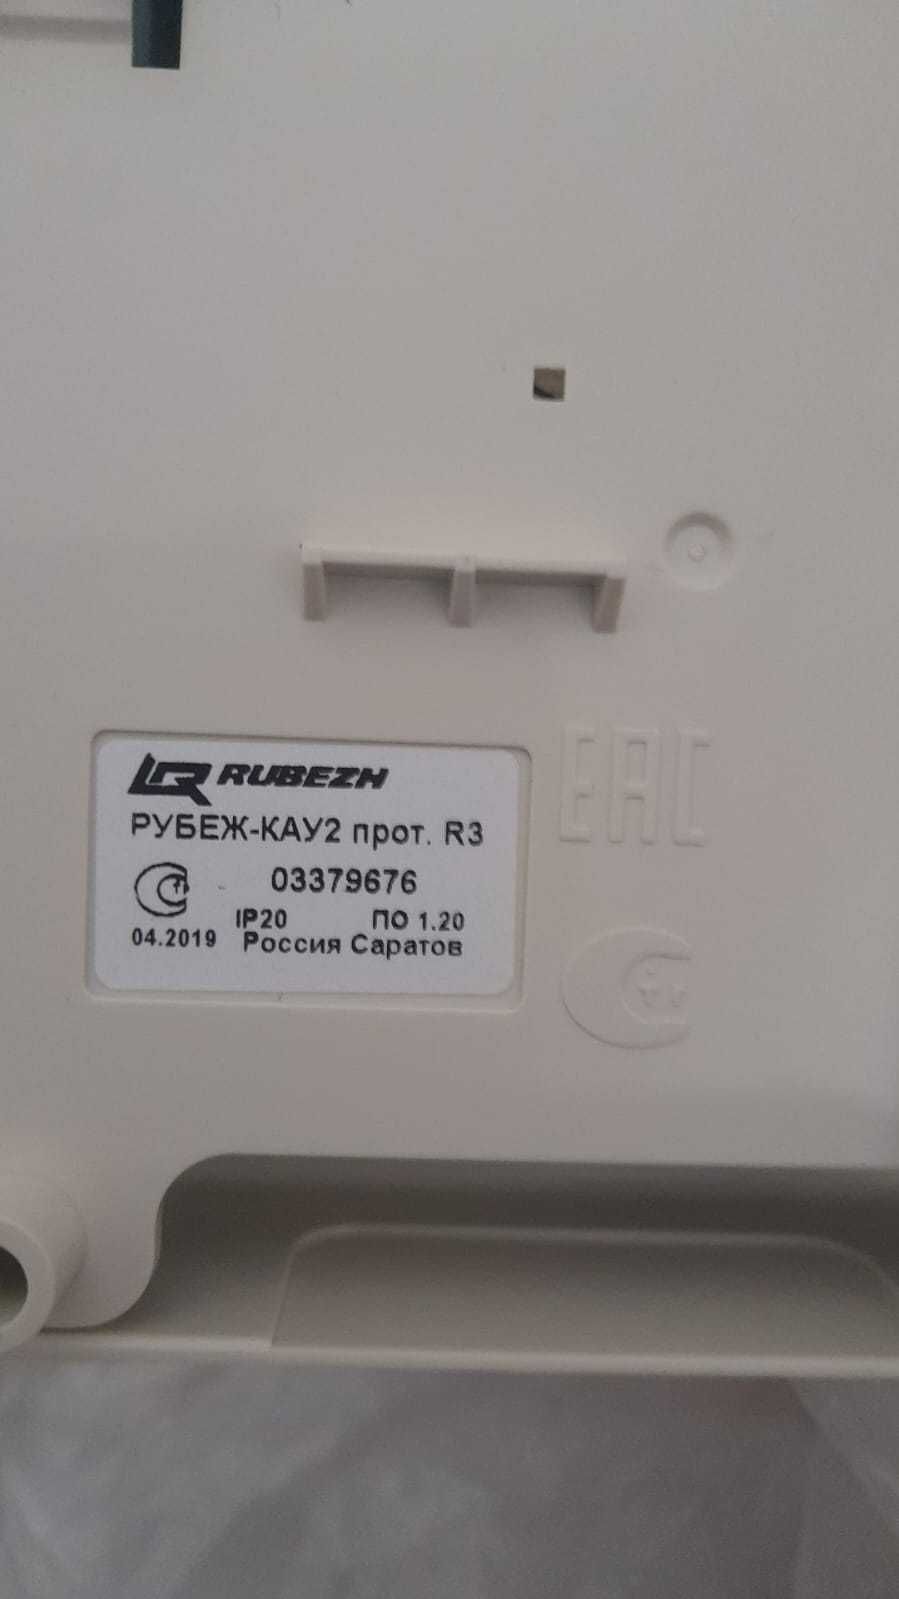 RUBEZH
РУБЕЖ-КАУ2 прот. R3
03379676
IP20 ПО 1.20
04.2019 Россия Саратов
EAC